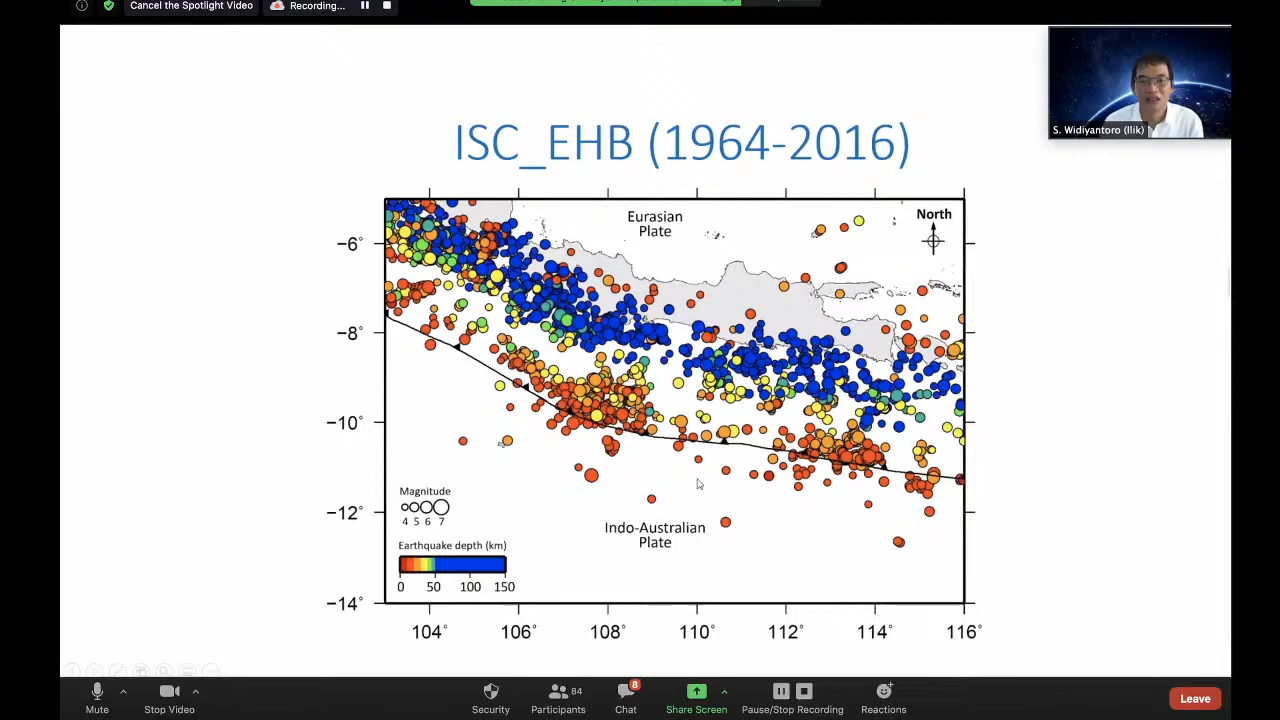 Cancel the Spotlight Video
Recording...
S. Widiyantoro (Ilik)
ISC_EHB (1964-2016)
Eurasian
Plate
North
−6°
−8°
−10°
−12°
−14°
Magnitude
4 5 6 7
Earthquake depth (km)
0 50 100 150
Indo-Australian
Plate
104° 106° 108° 110° 112° 114° 116°
Mute
Stop Video
Security
84
Participants
8
Chat
Share Screen
Pause/Stop Recording
Reactions
Leave